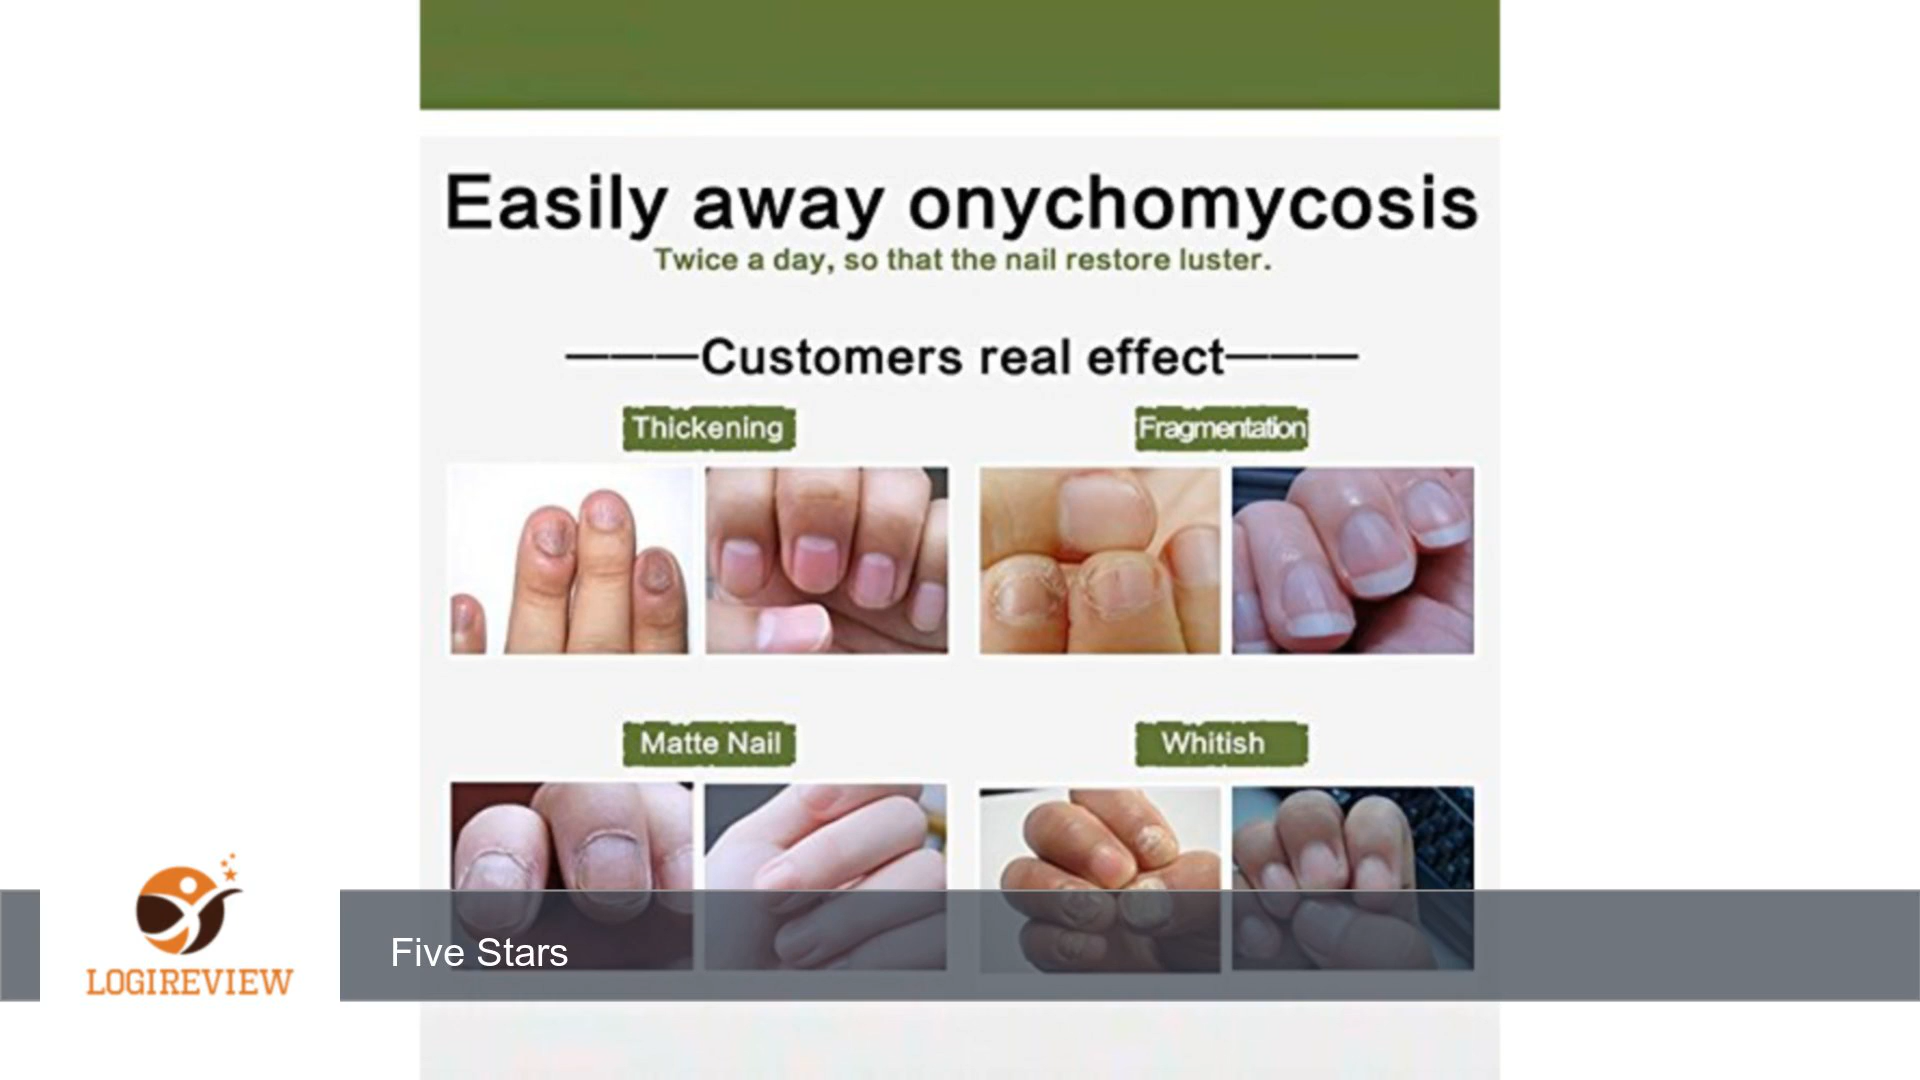 Easily away onychomycosis
Twice a day, so that the nail restore luster.
———Customers real effect———
Thickening
Fragmentation
Matte Nail
Whitish
Five Stars
LOGIREVIEW